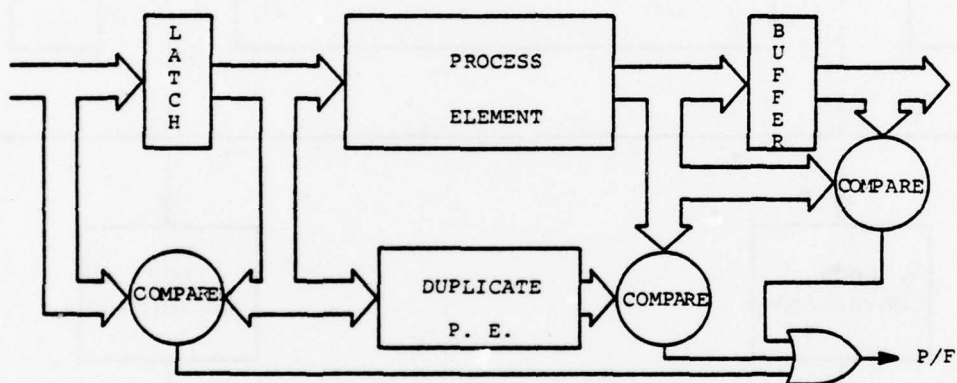 LATCH
PROCESS
ELEMENT
BUFFER
COMPARE
COMPARE
DUPLICATE
P. E.
COMPARE
P/F